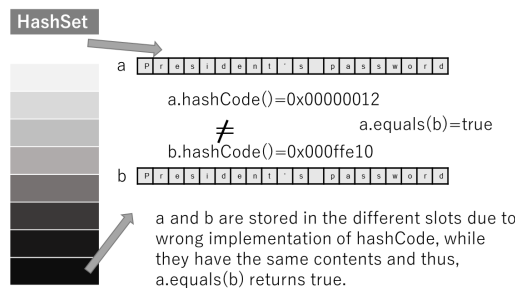 HashSet
a President's password
a.hashCode()=0x00000012
≠ a.equals(b)=true
b.hashCode()=0x000ffe10
b President's password
a and b are stored in the different slots due to
wrong implementation of hashCode, while
they have the same contents and thus,
a.equals(b) returns true.